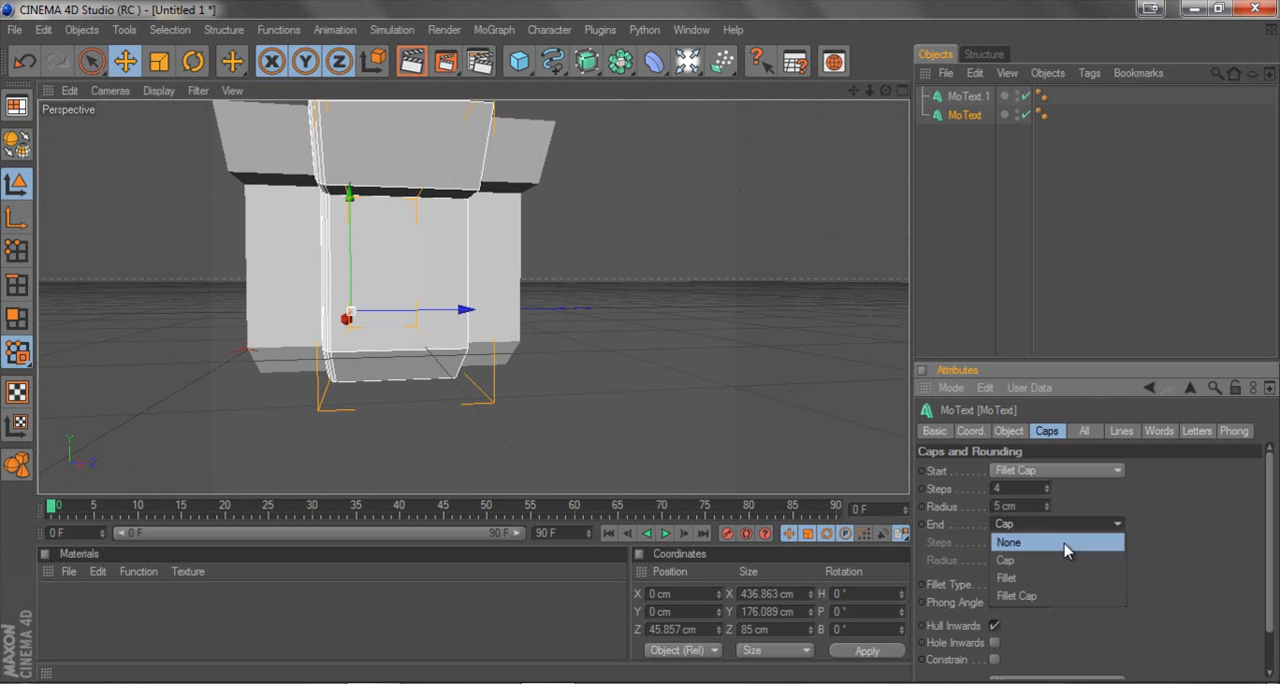 CINEMA 4D Studio (RC) - [Untitled 1 *]
File Edit Objects Tools Selection Structure Functions Animation Simulation Render MoGraph Character Plugins Python Window Help
X Y Z
Objects Structure
File Edit View Objects Tags Bookmarks
Edit Cameras Display Filter View
Perspective
MoText.1
MoText
Y
Z
Attributes
Mode Edit User Data
MoText [MoText]
Basic Coord. Object Caps All Lines Words Letters Phong
Caps and Rounding
Start Fillet Cap
Steps 4
Radius 5 cm
End Cap
Steps
Radius
None
Cap
Fillet
Fillet Cap
Fillet Type
Phong Angle
Hull Inwards
Hole Inwards
Constrain
0 5 10 15 20 25 30 35 40 45 50 55 60 65 70 75 80 85 90 0 F
0 F 0 F 90 F 90 F
Materials
File Edit Function Texture
Coordinates
Position Size Rotation
X 0 cm X 436.863 cm H 0 °
Y 0 cm Y 176.089 cm P 0 °
Z 45.857 cm Z 85 cm B 0 °
Object (Rel) Size Apply
MAXON
CINEMA 4D